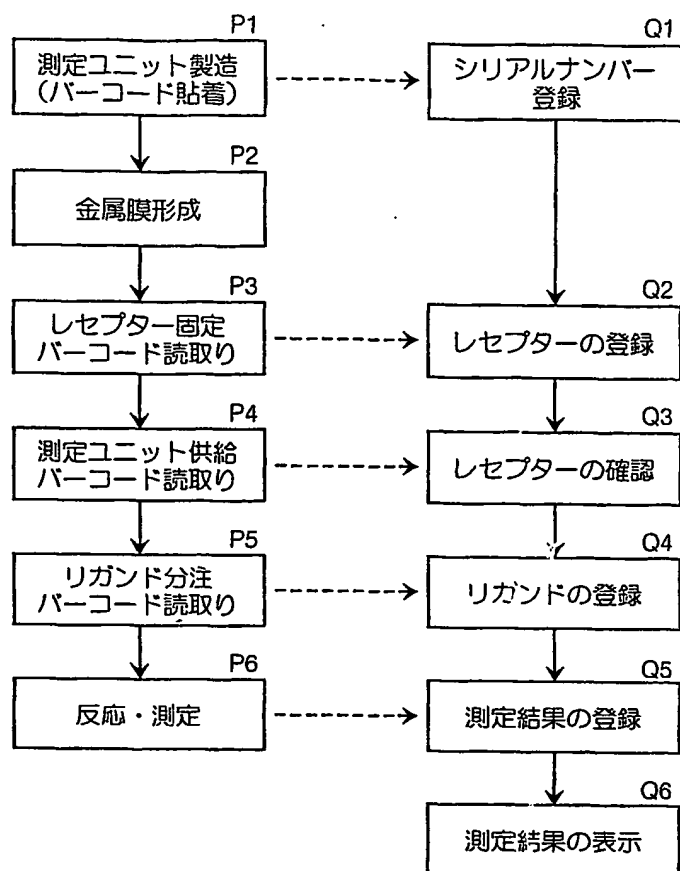 P1
測定ユニット製造
(バーコード貼着)
Q1
シリアルナンバー
登録
P2
金属膜形成
P3
レセプター固定
バーコード読取り
Q2
レセプターの登録
P4
測定ユニット供給
バーコード読取り
Q3
レセプターの確認
P5
リガンド分注
バーコード読取り
Q4
リガンドの登録
P6
反応・測定
Q5
測定結果の登録
Q6
測定結果の表示